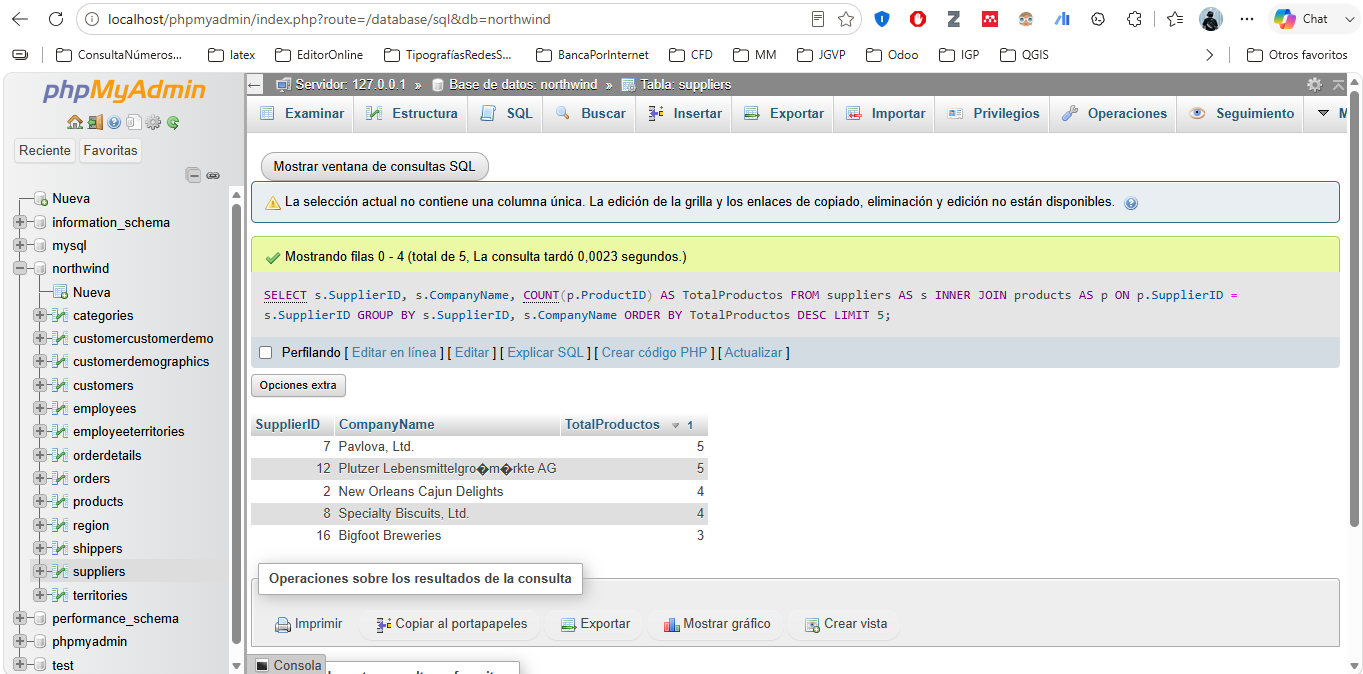 localhost/phpmyadmin/index.php?route=/database/sql&db=northwind
Chat
ConsultaNúmeros...
latex
EditorOnline
TipografíasRedesS...
BancaPorInternet
CFD
MM
JGVP
Odoo
IGP
QGIS
Otros favoritos
phpMyAdmin
Reciente
Favoritas
Nueva
information_schema
mysql
northwind
Nueva
categories
customercustomerdemo
customerdemographics
customers
employees
employeeterritories
orderdetails
orders
products
region
shippers
suppliers
territories
performance_schema
phpmyadmin
test
Servidor: 127.0.0.1 » Base de datos: northwind » Tabla: suppliers
Examinar
Estructura
SQL
Buscar
Insertar
Exportar
Importar
Privilegios
Operaciones
Seguimiento
Mostrar ventana de consultas SQL
La selección actual no contiene una columna única. La edición de la grilla y los enlaces de copiado, eliminación y edición no están disponibles.
Mostrando filas 0 - 4 (total de 5, La consulta tardó 0,0023 segundos.)
SELECT s.SupplierID, s.CompanyName, COUNT(p.ProductID) AS TotalProductos FROM suppliers AS s INNER JOIN products AS p ON p.SupplierID =
s.SupplierID GROUP BY s.SupplierID, s.CompanyName ORDER BY TotalProductos DESC LIMIT 5;
Perfilando [ Editar en línea ] [ Editar ] [ Explicar SQL ] [ Crear código PHP ] [ Actualizar ]
Opciones extra
SupplierID CompanyName TotalProductos 1
7 Pavlova, Ltd. 5
12 Plutzer Lebensmittelgro�m�rkte AG 5
2 New Orleans Cajun Delights 4
8 Specialty Biscuits, Ltd. 4
16 Bigfoot Breweries 3
Operaciones sobre los resultados de la consulta
Imprimir
Copiar al portapapeles
Exportar
Mostrar gráfico
Crear vista
Consola